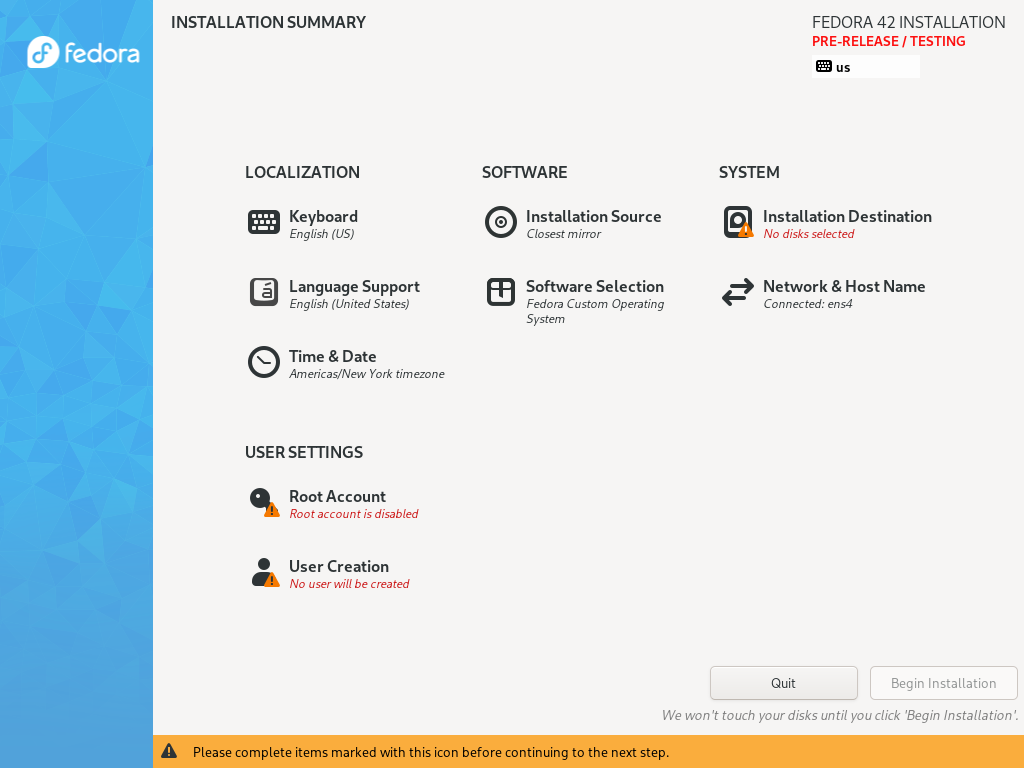 fedora
INSTALLATION SUMMARY
FEDORA 42 INSTALLATION
PRE-RELEASE / TESTING
us
LOCALIZATION
Keyboard
English (US)
Language Support
English (United States)
Time & Date
Americas/New York timezone
SOFTWARE
Installation Source
Closest mirror
Software Selection
Fedora Custom Operating
System
SYSTEM
Installation Destination
No disks selected
Network & Host Name
Connected: ens4
USER SETTINGS
Root Account
Root account is disabled
User Creation
No user will be created
Quit
Begin Installation
We won't touch your disks until you click 'Begin Installation'.
Please complete items marked with this icon before continuing to the next step.